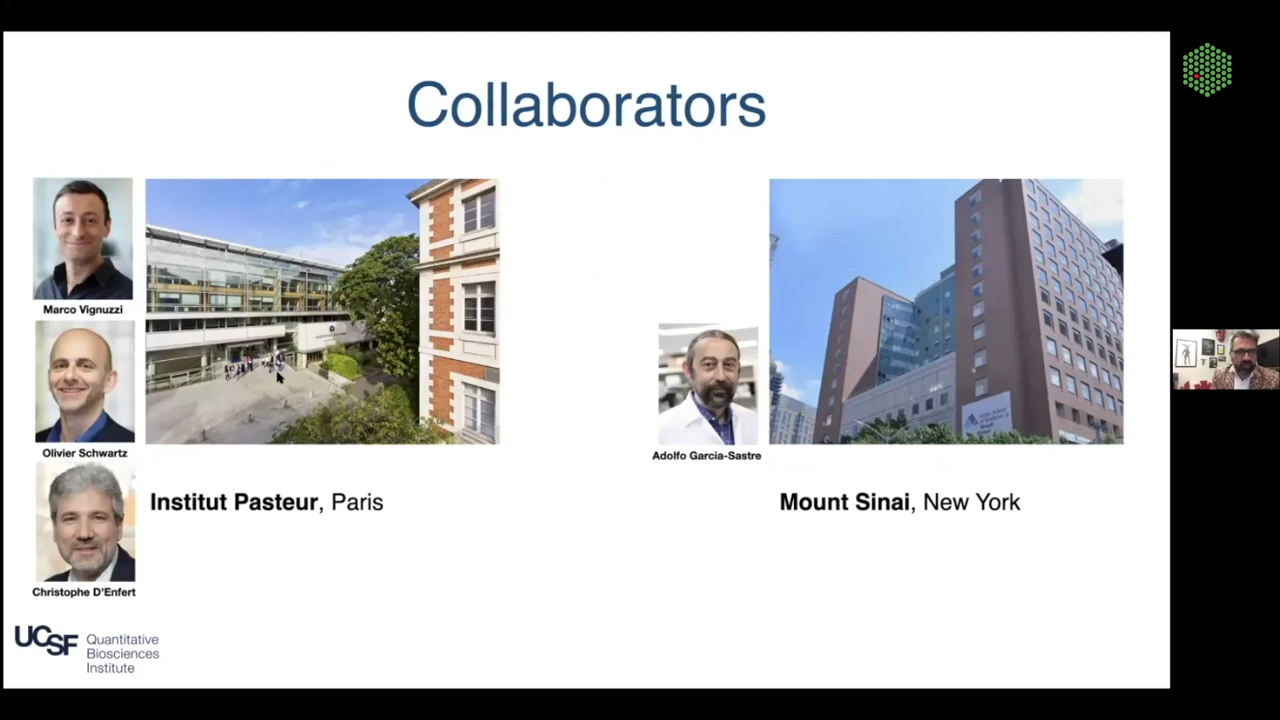 Collaborators
Marco Vignuzzi
Olivier Schwartz
Christophe D'Enfert
Institut Pasteur, Paris
Adolfo Garcia-Sastre
Mount Sinai, New York
UCSF
Quantitative
Biosciences
Institute